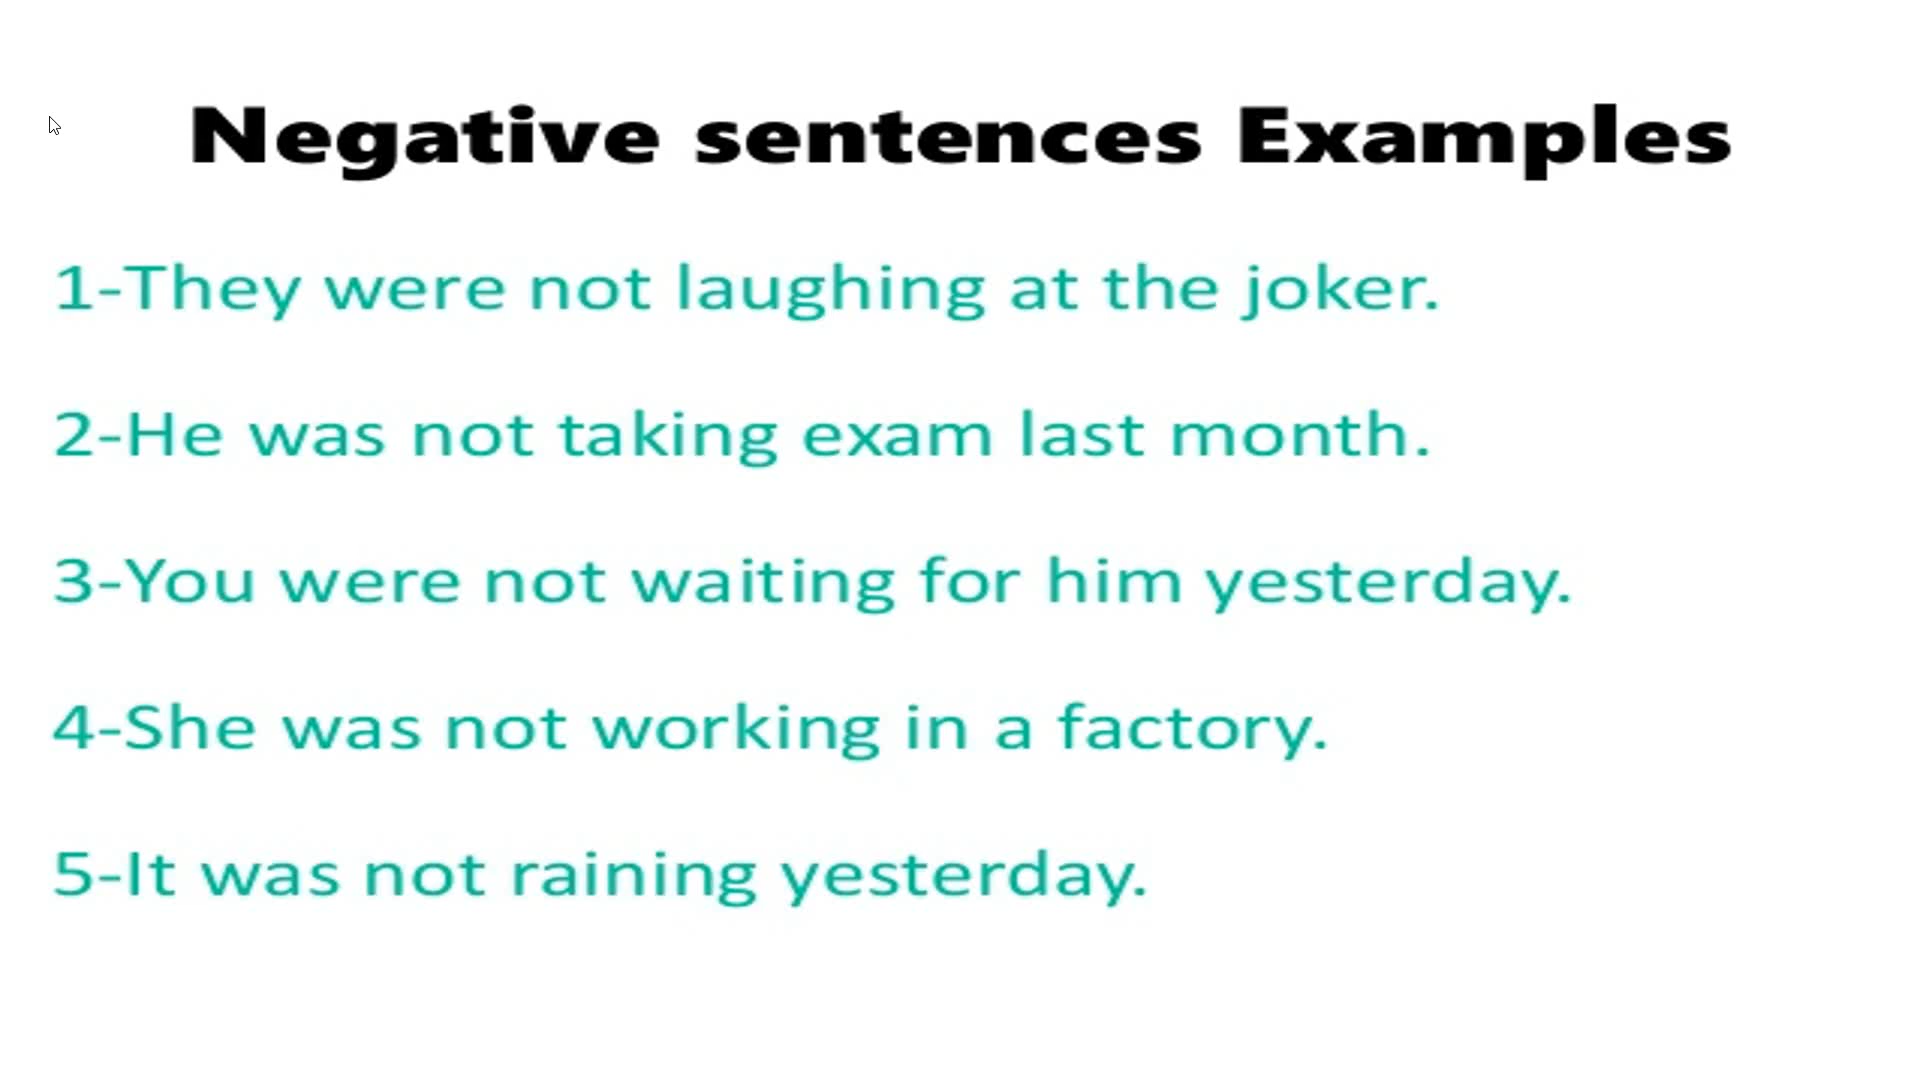 Negative sentences Examples
1-They were not laughing at the joker.
2-He was not taking exam last month.
3-You were not waiting for him yesterday.
4-She was not working in a factory.
5-It was not raining yesterday.